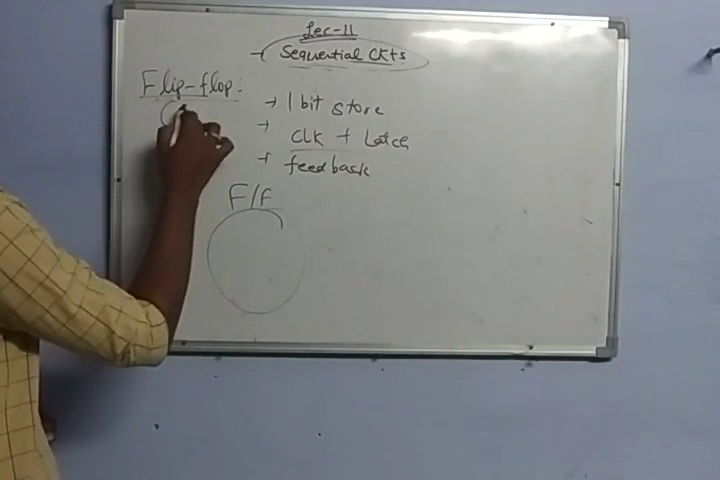 Lec-11
→ Sequential CKts
Flip-flop:
→ 1 bit store
→ CLK + Latch
→ feedback
F/F